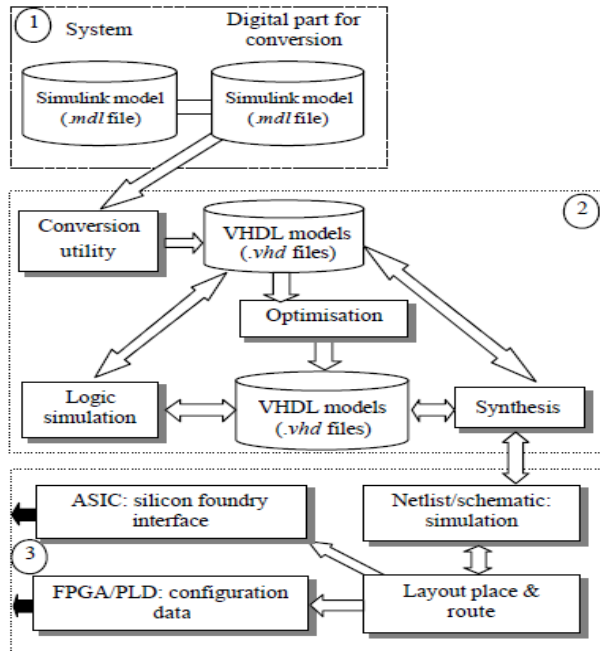 1
System
Digital part for
conversion
Simulink model
(.mdl file)
Simulink model
(.mdl file)
2
Conversion
utility
VHDL models
(.vhd files)
Optimisation
Logic
simulation
VHDL models
(.vhd files)
Synthesis
ASIC: silicon foundry
interface
Netlist/schematic:
simulation
3
FPGA/PLD: configuration
data
Layout place &
route